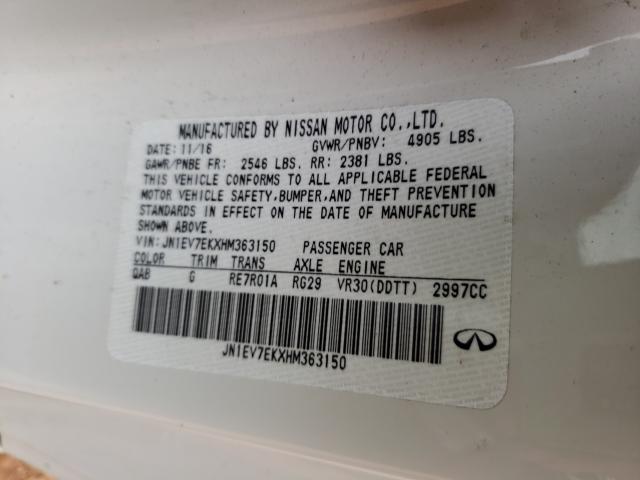 MANUFACTURED BY NISSAN MOTOR CO.,LTD.
DATE: 11/16 GVWR/PNBV: 4905 LBS.
GAWR/PNBE FR: 2546 LBS. RR: 2381 LBS.
THIS VEHICLE CONFORMS TO ALL APPLICABLE FEDERAL
MOTOR VEHICLE SAFETY,BUMPER,AND THEFT PREVENTION
STANDARDS IN EFFECT ON THE DATE OF MANUFACTURE
SHOWN ABOVE.
VIN: JN1EV7EKXHM363150 PASSENGER CAR
COLOR TRIM TRANS AXLE ENGINE
QAB G RE7R01A RG29 VR30(DDTT) 2997CC
JN1EV7EKXHM363150